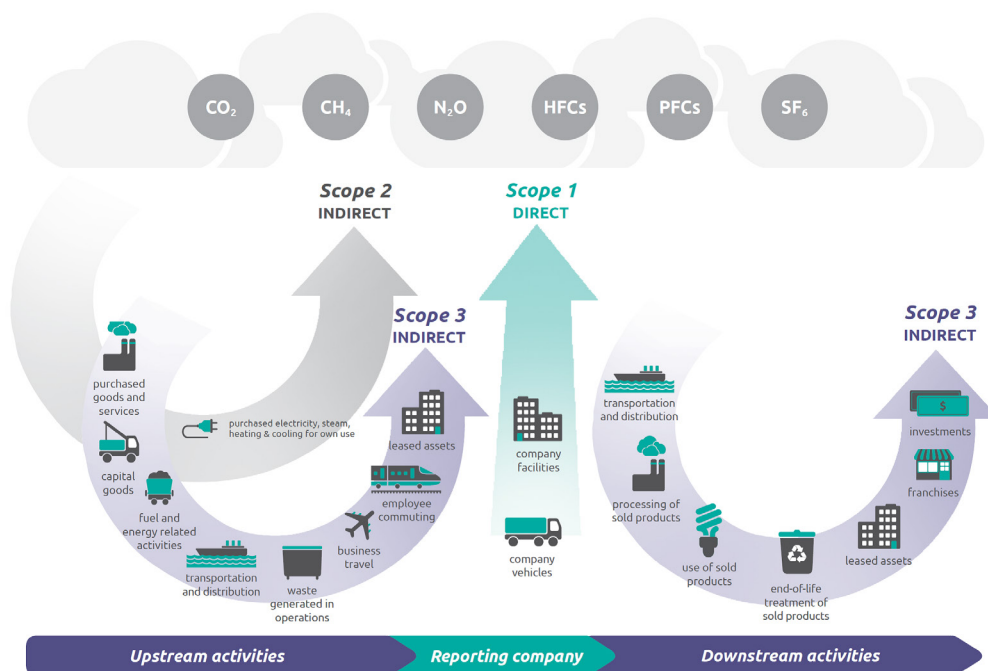 CO₂
CH₄
N₂O
HFCs
PFCs
SF₆
Scope 2
INDIRECT
Scope 1
DIRECT
Scope 3
INDIRECT
Scope 3
INDIRECT
purchased
goods and
services
capital
goods
fuel and
energy related
activities
purchased electricity, steam,
heating & cooling for own use
transportation
and distribution
waste
generated in
operations
business
travel
employee
commuting
leased assets
company
facilities
company
vehicles
transportation
and distribution
processing of
sold products
use of sold
products
end-of-life
treatment of
sold products
leased assets
franchises
$
investments
Upstream activities
Reporting company
Downstream activities